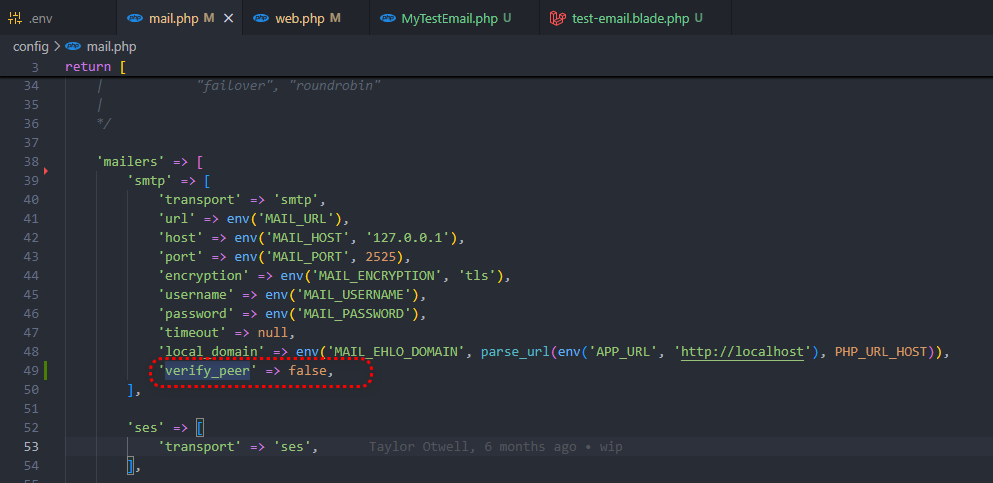 .env mail.php M × web.php M MyTestEmail.php U test-email.blade.php U
config > mail.php
3 return [
34 | "failover", "roundrobin"
35 |
36 */
37
38 'mailers' => [
39 'smtp' => [
40 'transport' => 'smtp',
41 'url' => env('MAIL_URL'),
42 'host' => env('MAIL_HOST', '127.0.0.1'),
43 'port' => env('MAIL_PORT', 2525),
44 'encryption' => env('MAIL_ENCRYPTION', 'tls'),
45 'username' => env('MAIL_USERNAME'),
46 'password' => env('MAIL_PASSWORD'),
47 'timeout' => null,
48 'local_domain' => env('MAIL_EHLO_DOMAIN', parse_url(env('APP_URL', 'http://localhost'), PHP_URL_HOST)),
49 'verify_peer' => false,
50 ],
51
52 'ses' => [
53 'transport' => 'ses', Taylor Otwell, 6 months ago • wip
54 ],
55